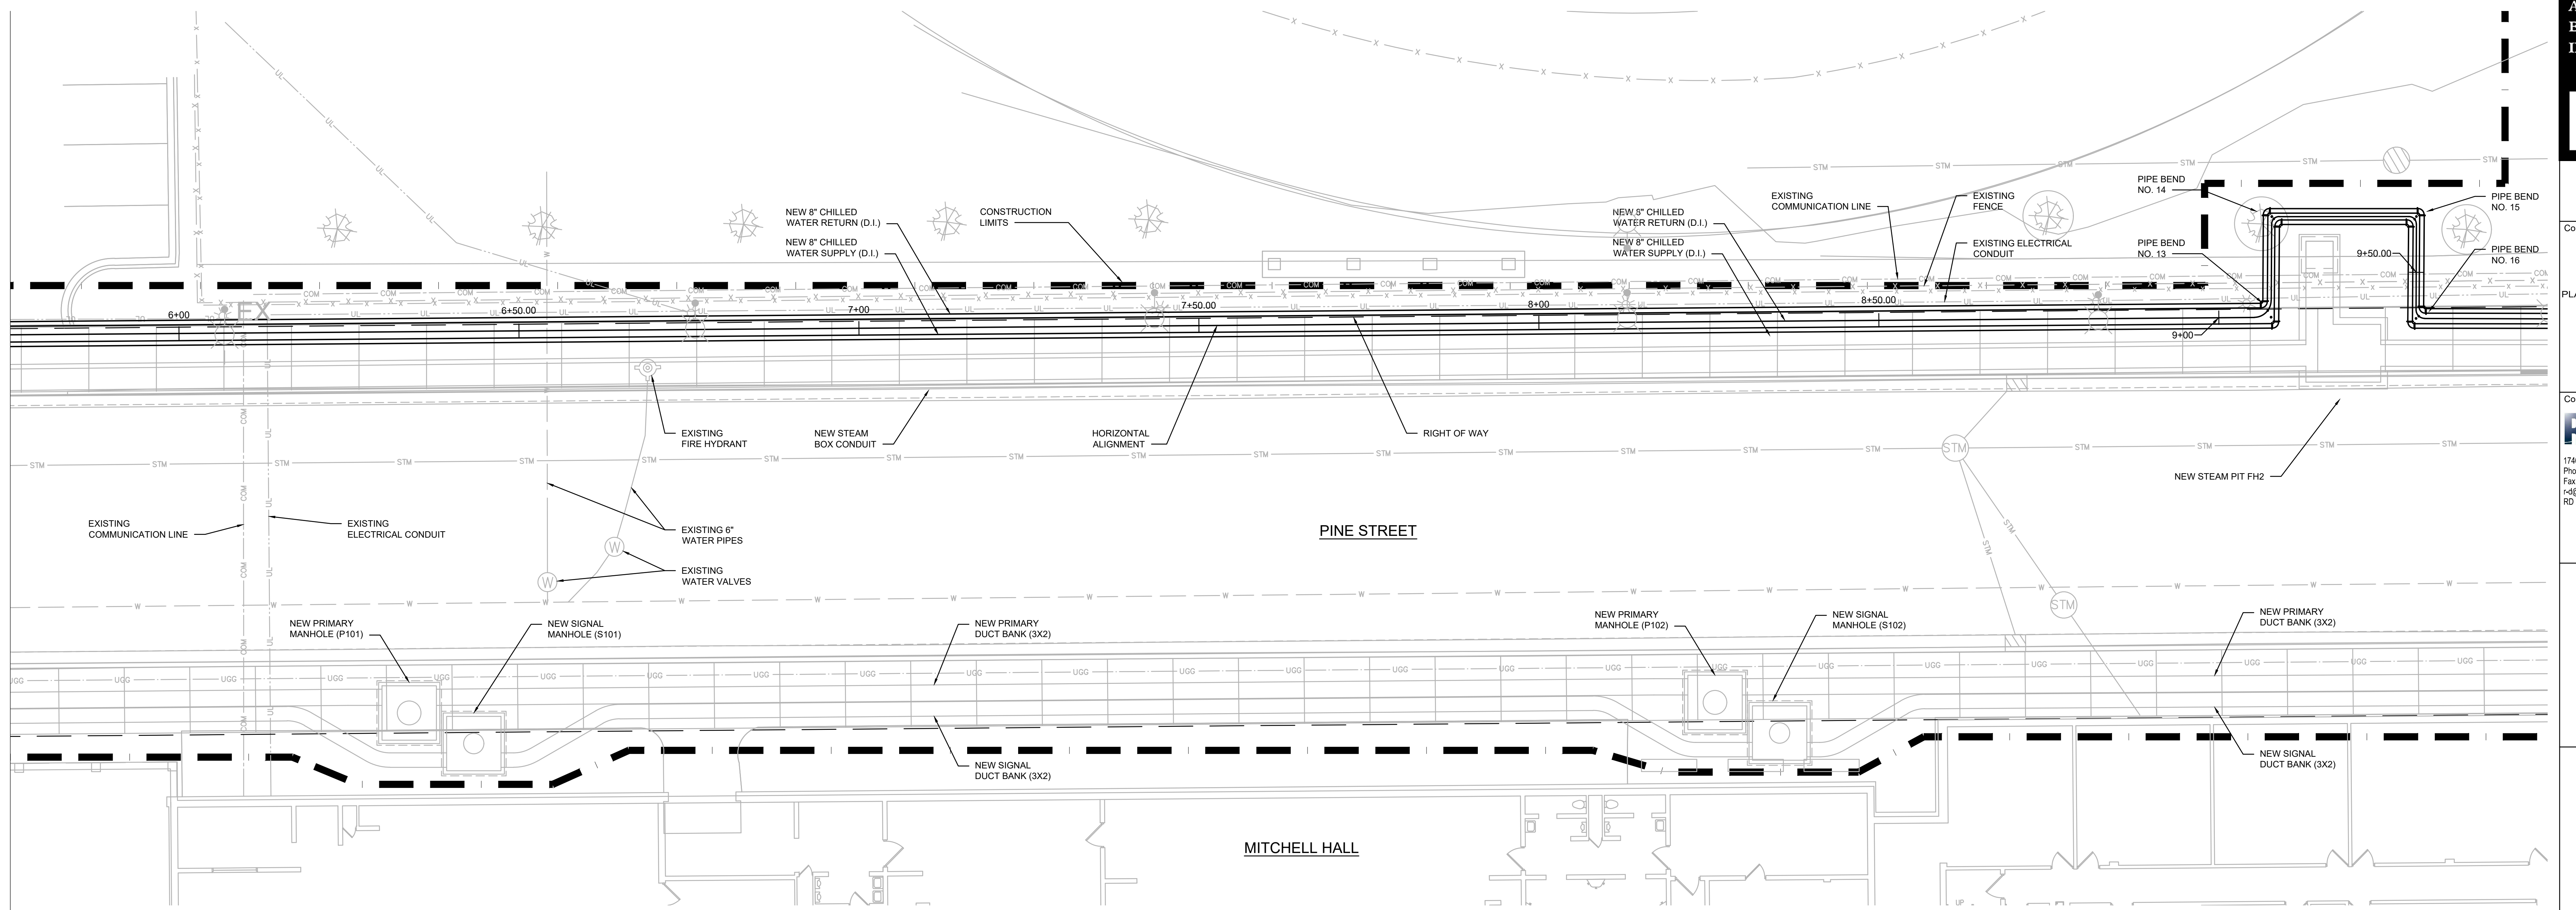 NEW 8" CHILLED
WATER RETURN (D.I.)
NEW 8" CHILLED
WATER SUPPLY (D.I.)
CONSTRUCTION
LIMITS
NEW 8" CHILLED
WATER RETURN (D.I.)
NEW 8" CHILLED
WATER SUPPLY (D.I.)
EXISTING
COMMUNICATION LINE
EXISTING
FENCE
EXISTING ELECTRICAL
CONDUIT
PIPE BEND
NO. 14
PIPE BEND
NO. 13
PIPE BEND
NO. 15
PIPE BEND
NO. 16
9+50.00
EX
6+00
6+50.00
7+00
7+50.00
8+00
8+50.00
9+00
EXISTING
FIRE HYDRANT
NEW STEAM
BOX CONDUIT
HORIZONTAL
ALIGNMENT
RIGHT OF WAY
NEW STEAM PIT FH2
EXISTING
COMMUNICATION LINE
EXISTING
ELECTRICAL CONDUIT
EXISTING 6"
WATER PIPES
EXISTING
WATER VALVES
PINE STREET
NEW PRIMARY
MANHOLE (P101)
NEW SIGNAL
MANHOLE (S101)
NEW PRIMARY
DUCT BANK (3X2)
NEW PRIMARY
MANHOLE (P102)
NEW SIGNAL
MANHOLE (S102)
NEW PRIMARY
DUCT BANK (3X2)
NEW SIGNAL
DUCT BANK (3X2)
NEW SIGNAL
DUCT BANK (3X2)
MITCHELL HALL
UP
STM
STM
W
W
COM
UL
UGG
X